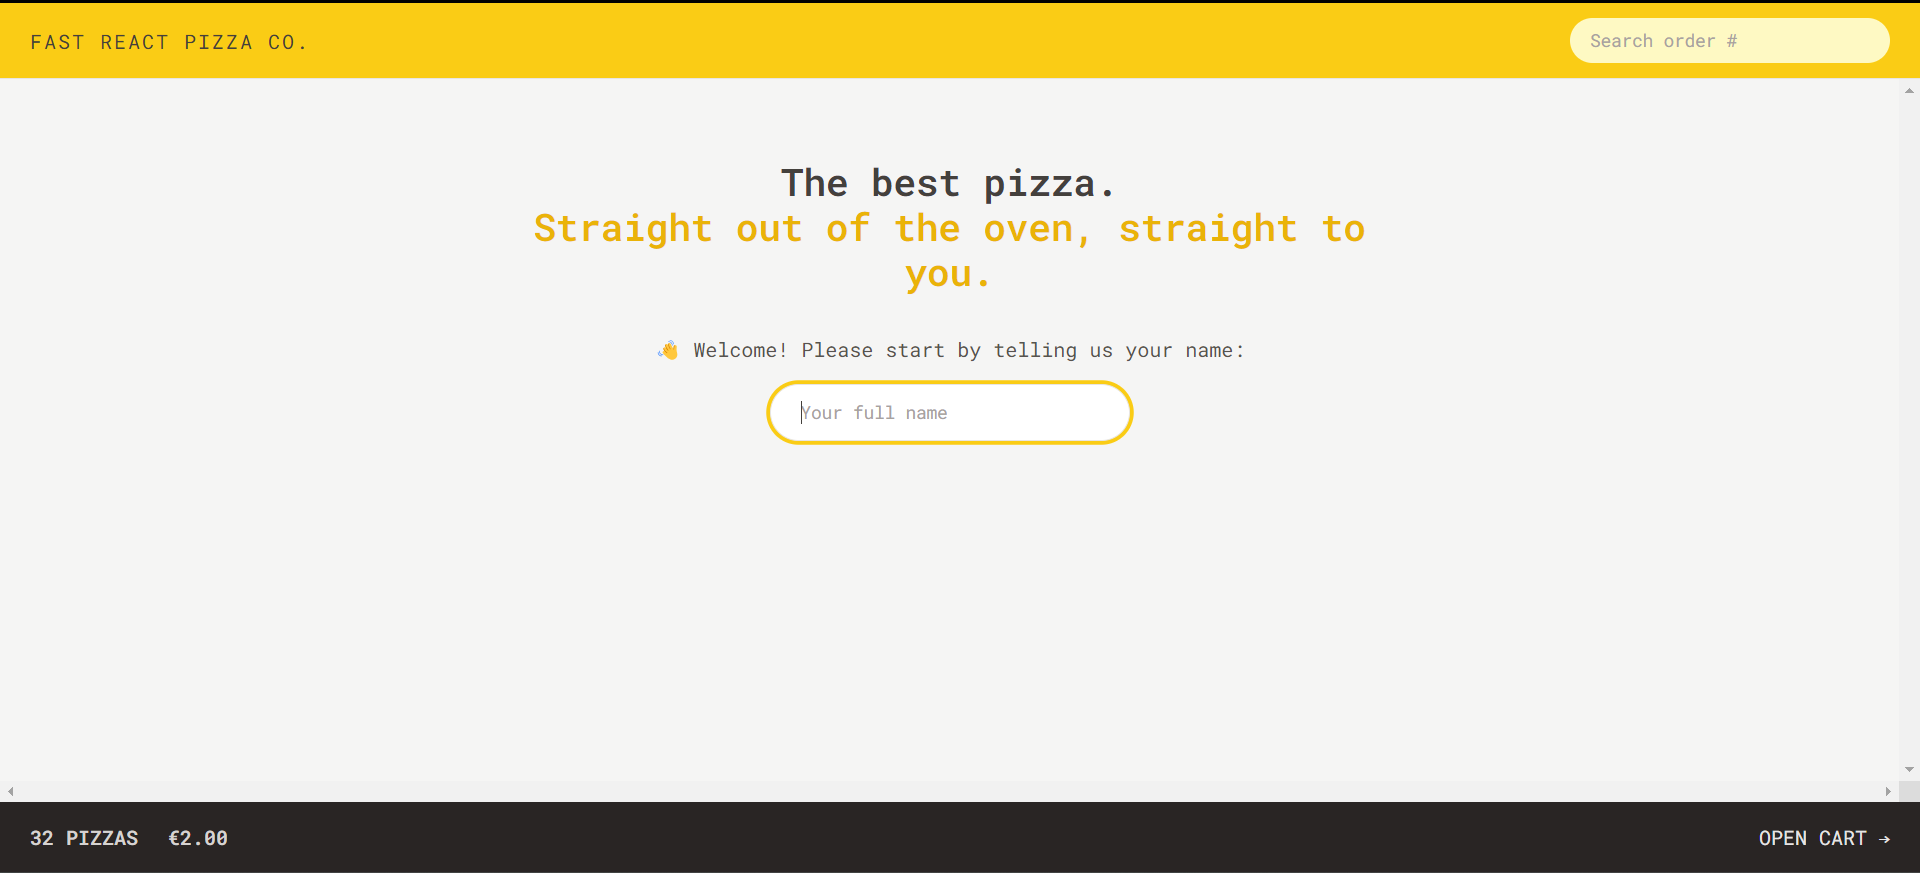 FAST REACT PIZZA CO.
Search order #
The best pizza.
Straight out of the oven, straight to
you.
👋 Welcome! Please start by telling us your name:
Your full name
32 PIZZAS €2.00
OPEN CART →